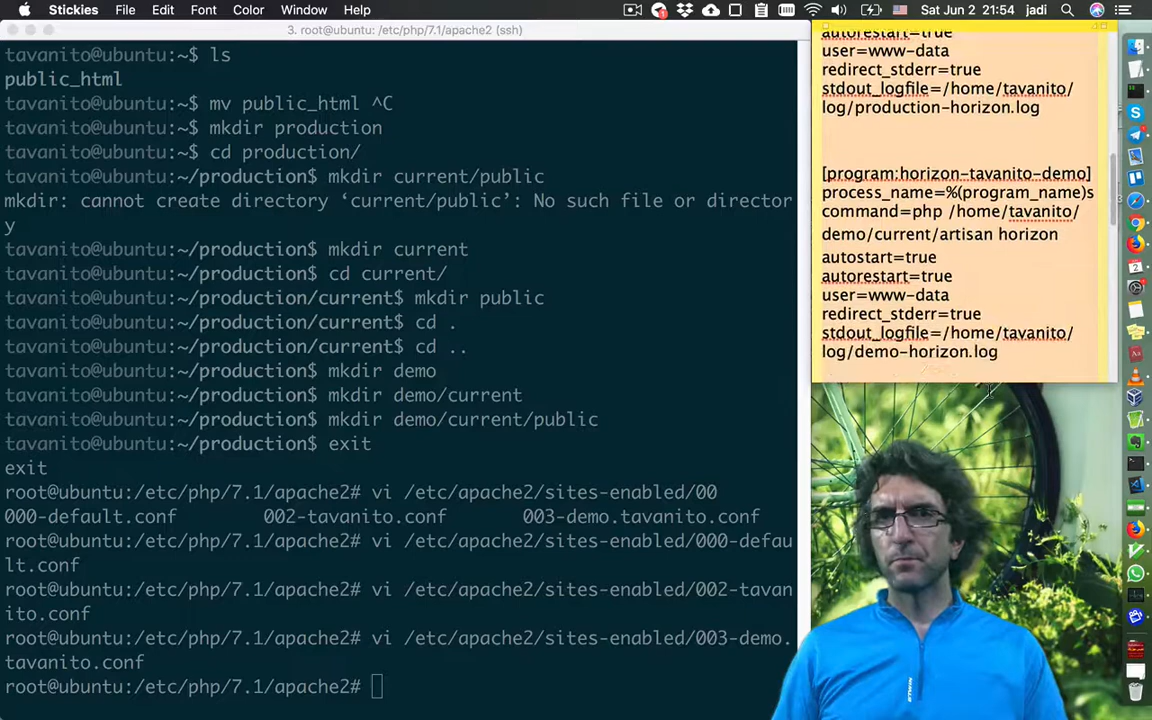 Stickies File Edit Font Color Window Help Sat Jun 2 21:54 jadi
3. root@ubuntu: /etc/php/7.1/apache2 (ssh)
tavanito@ubuntu:~$ ls
public_html
tavanito@ubuntu:~$ mv public_html ^C
tavanito@ubuntu:~$ mkdir production
tavanito@ubuntu:~$ cd production/
tavanito@ubuntu:~/production$ mkdir current/public
mkdir: cannot create directory ‘current/public’: No such file or director
y
tavanito@ubuntu:~/production$ mkdir current
tavanito@ubuntu:~/production$ cd current/
tavanito@ubuntu:~/production/current$ mkdir public
tavanito@ubuntu:~/production/current$ cd .
tavanito@ubuntu:~/production/current$ cd ..
tavanito@ubuntu:~/production$ mkdir demo
tavanito@ubuntu:~/production$ mkdir demo/current
tavanito@ubuntu:~/production$ mkdir demo/current/public
tavanito@ubuntu:~/production$ exit
exit
root@ubuntu:/etc/php/7.1/apache2# vi /etc/apache2/sites-enabled/00
000-default.conf 002-tavanito.conf 003-demo.tavanito.conf
root@ubuntu:/etc/php/7.1/apache2# vi /etc/apache2/sites-enabled/000-defau
lt.conf
root@ubuntu:/etc/php/7.1/apache2# vi /etc/apache2/sites-enabled/002-tavan
ito.conf
root@ubuntu:/etc/php/7.1/apache2# vi /etc/apache2/sites-enabled/003-demo.
tavanito.conf
root@ubuntu:/etc/php/7.1/apache2#
autorestart=true
user=www-data
redirect_stderr=true
stdout_logfile=/home/tavanito/
log/production-horizon.log
[program:horizon-tavanito-demo]
process_name=%(program_name)s
command=php /home/tavanito/
demo/current/artisan horizon
autostart=true
autorestart=true
user=www-data
redirect_stderr=true
stdout_logfile=/home/tavanito/
log/demo-horizon.log